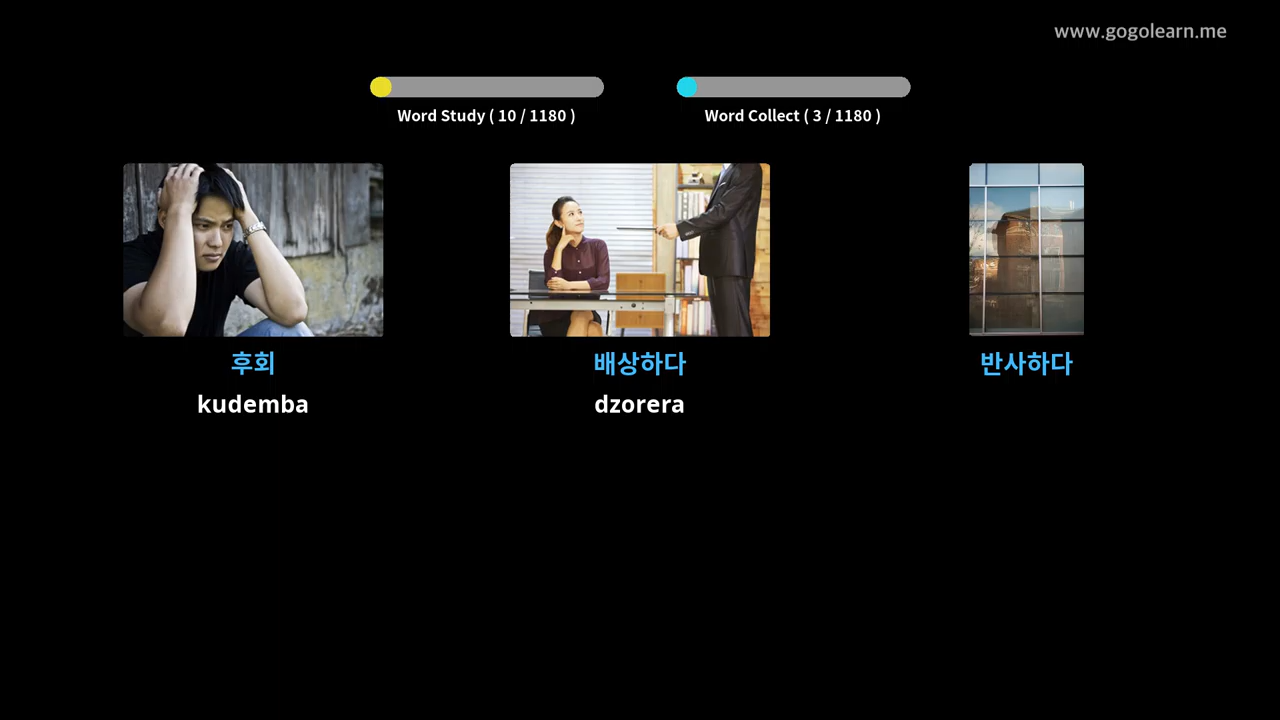 www.gogolearn.me
Word Study ( 10 / 1180 )
Word Collect ( 3 / 1180 )
후회
배상하다
반사하다
kudemba
dzorera